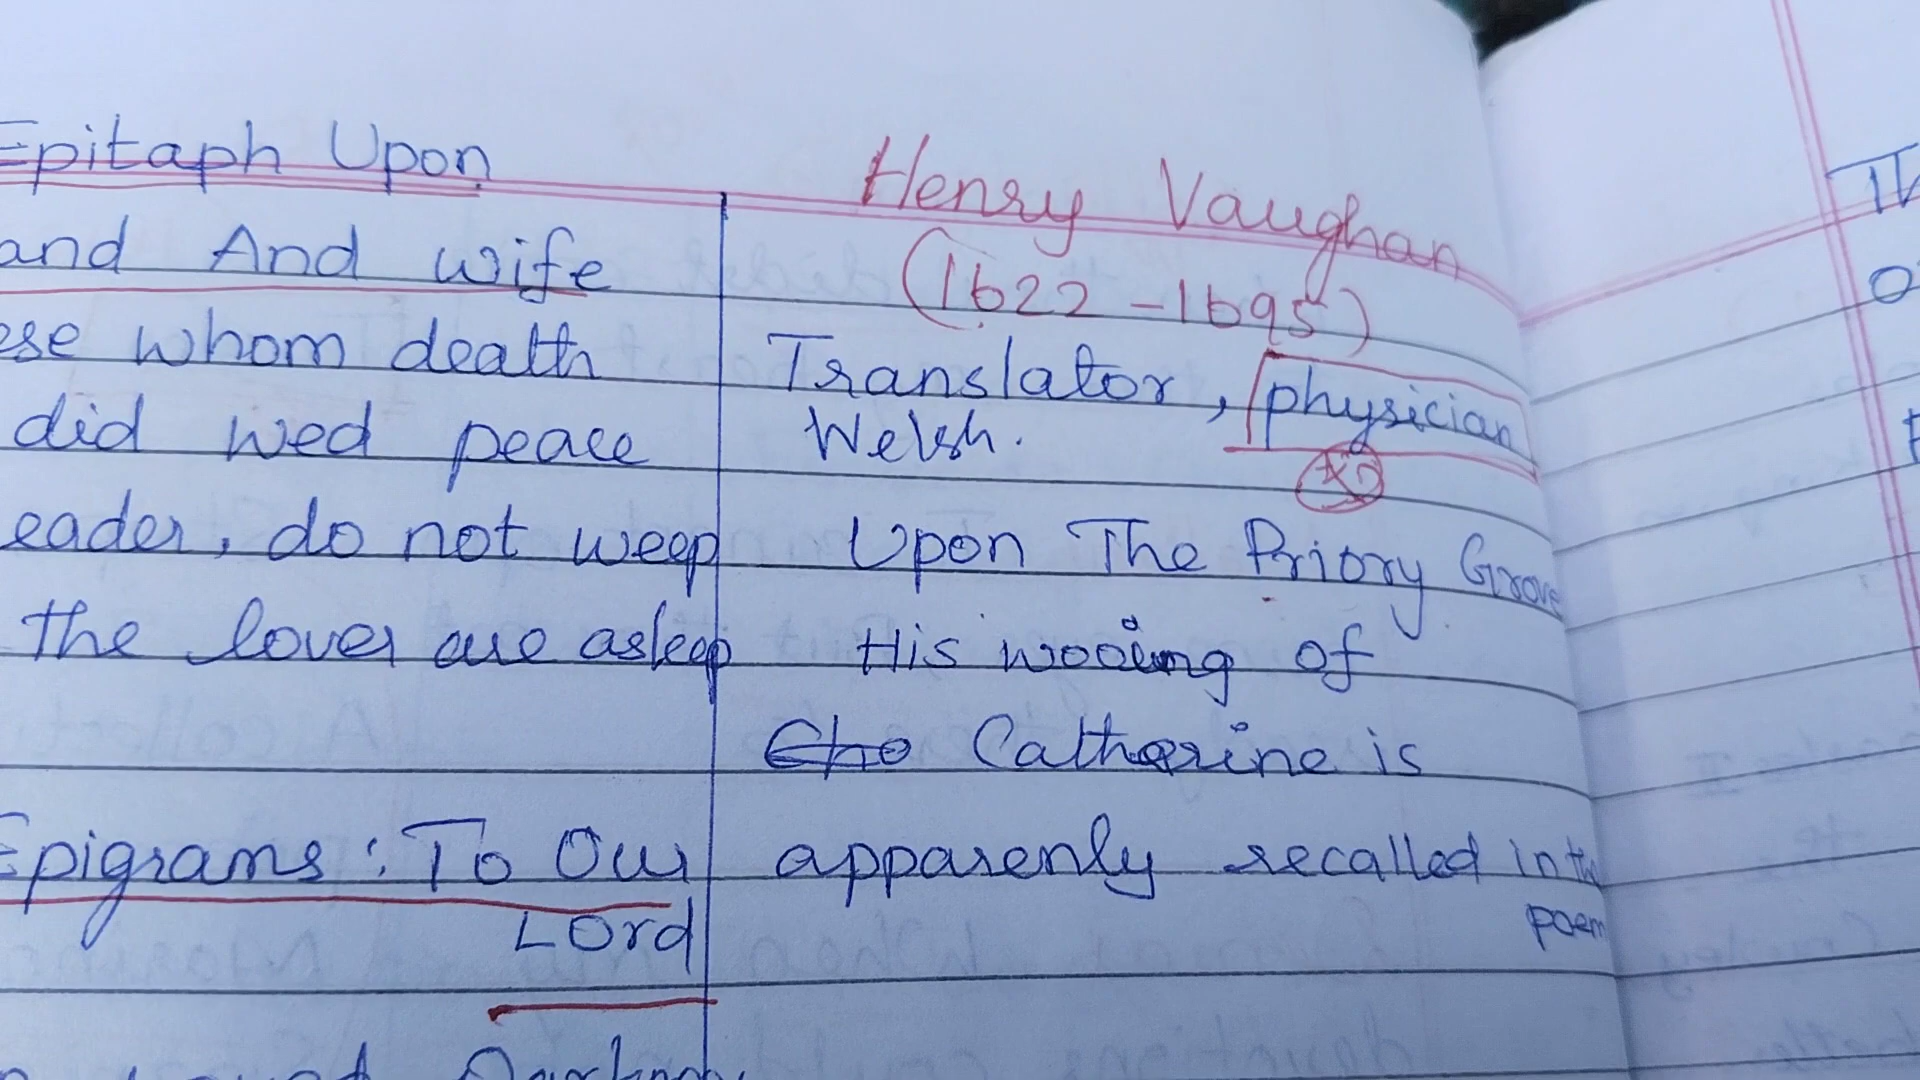 Epitaph Upon
and And wife
ese whom death
did wed peace
eader, do not weep
the lover are asleep
Epigrams : To Our
Lord
Henry Vaughan
(1622 - 1695)
Translator, physician
Welsh.
Upon The Priory Grove
His wooing of
Cho Catherine is
apparenly recalled in the
poem